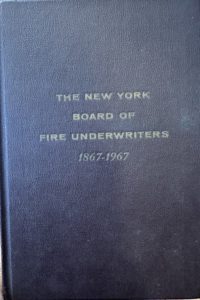 THE NEW YORK
BOARD OF
FIRE UNDERWRITERS
1867-1967